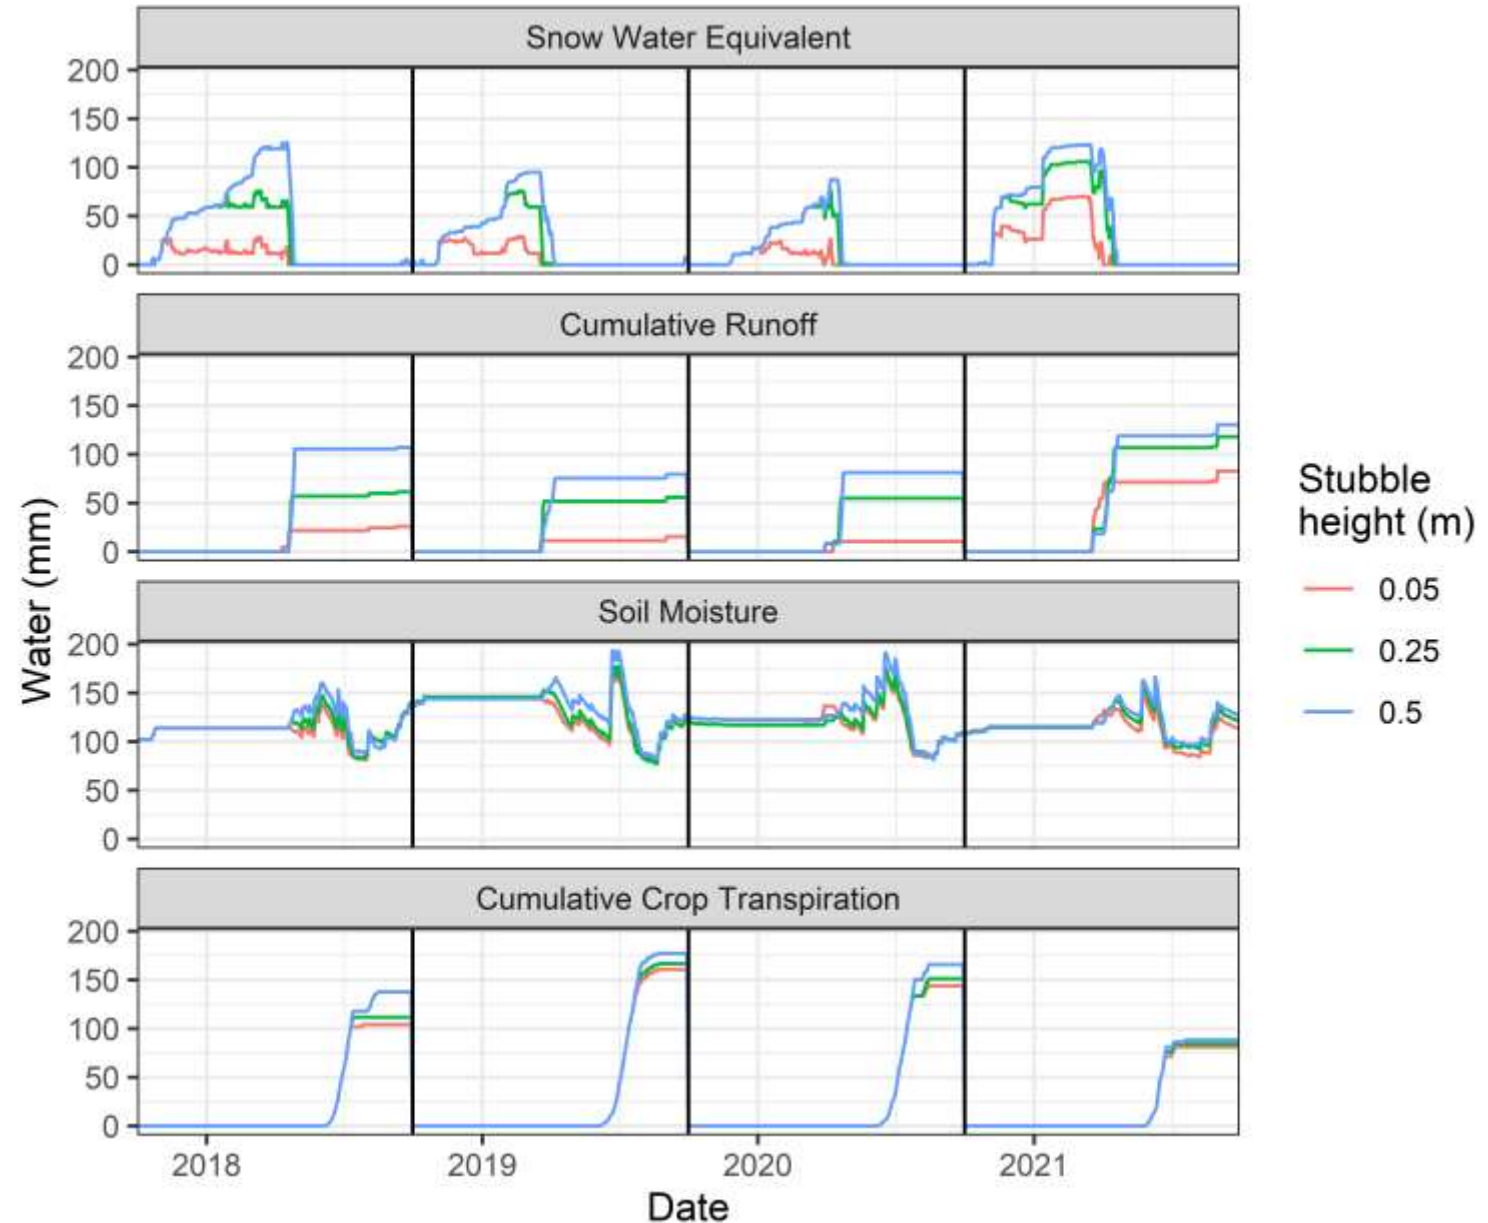 Snow Water Equivalent
200
150
100
50
0
Cumulative Runoff
200
150
100
50
0
Soil Moisture
200
150
100
50
0
Cumulative Crop Transpiration
200
150
100
50
0
2018 2019 2020 2021
Date
Water (mm)
Stubble
height (m)
0.05
0.25
0.5